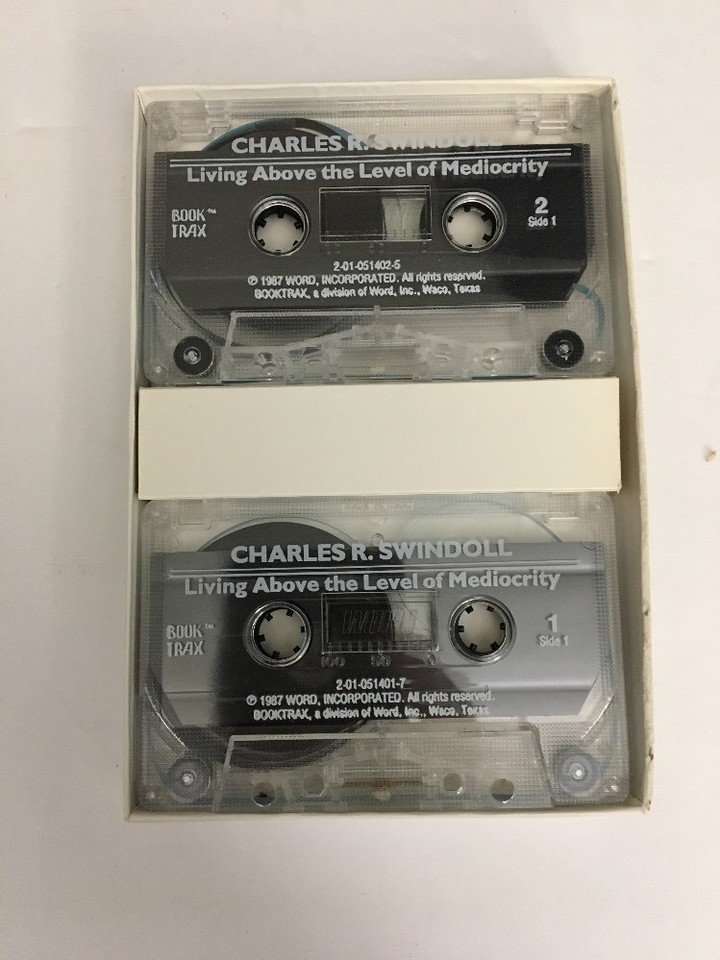 CHARLES R. SWINDOLL
Living Above the Level of Mediocrity
BOOK™
TRAX
2
Side 1
2-01-051402-5
℗ 1987 WORD, INCORPORATED. All rights reserved.
BOOKTRAX, a division of Word, Inc., Waco, Texas
CHARLES R. SWINDOLL
Living Above the Level of Mediocrity
BOOK™
TRAX
1
Side 1
100 50 0
2-01-051401-7
℗ 1987 WORD, INCORPORATED. All rights reserved.
BOOKTRAX, a division of Word, Inc., Waco, Texas